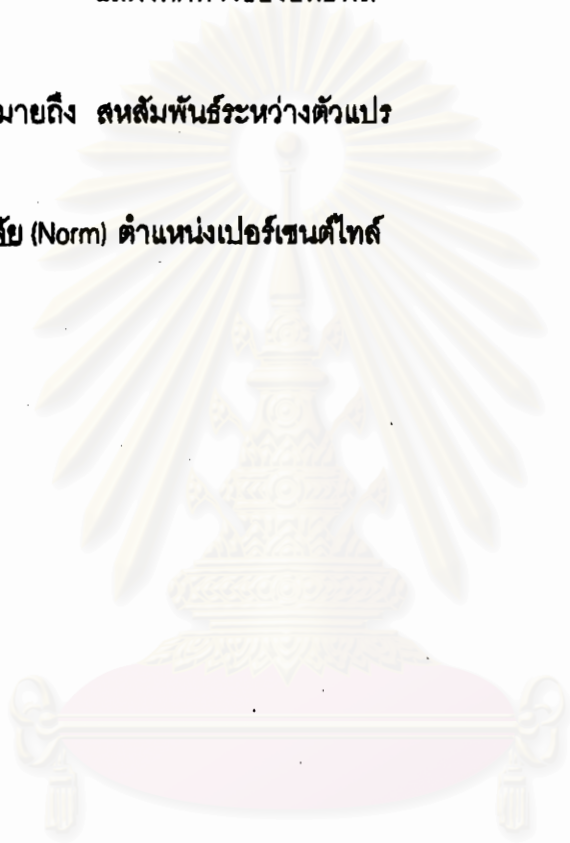 มายถึง สหสัมพันธ์ระหว่างตัวแปร
สัย (Norm) ตำแหน่งเปอร์เซนต์ไทล์